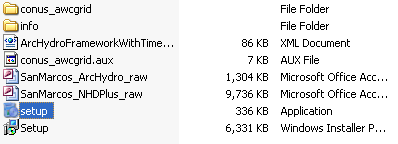 conus_awcgrid File Folder
info File Folder
ArcHydroFrameworkWithTime... 86 KB XML Document
conus_awcgrid.aux 7 KB AUX File
SanMarcos_ArcHydro_raw 1,304 KB Microsoft Office Acc...
SanMarcos_NHDPlus_raw 9,736 KB Microsoft Office Acc...
setup 336 KB Application
Setup 6,331 KB Windows Installer P...